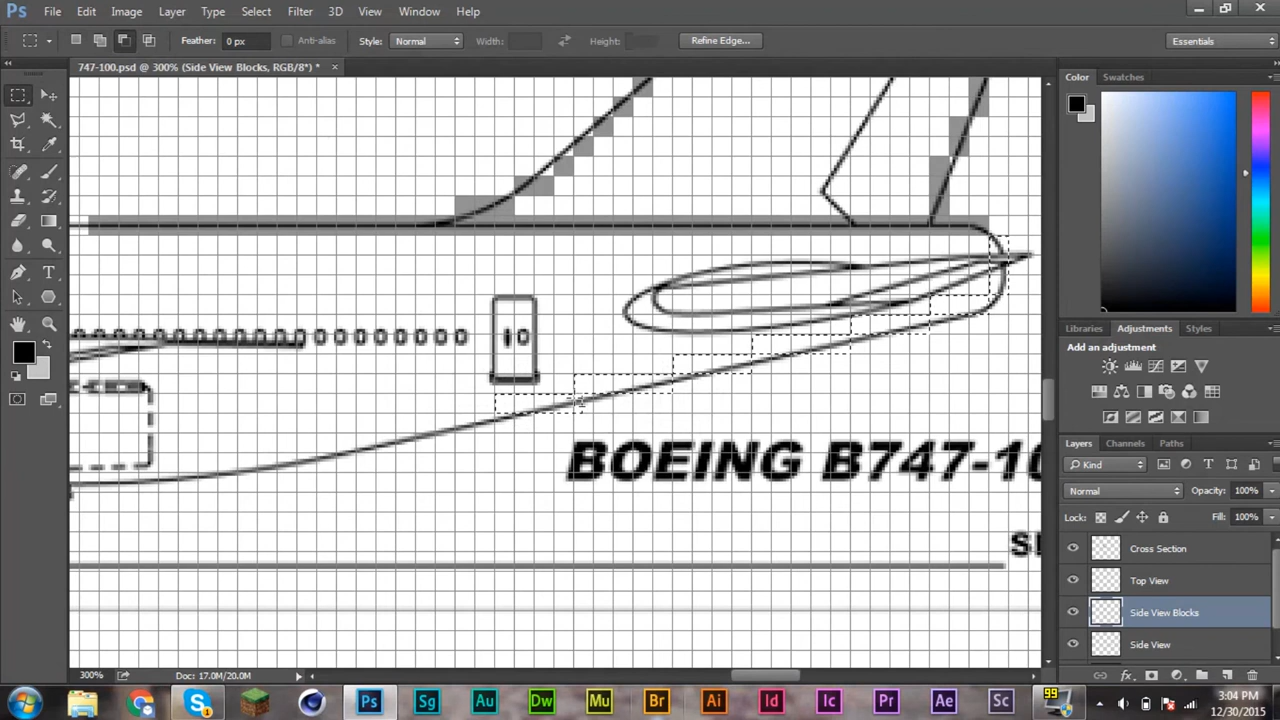 Ps File Edit Image Layer Type Select Filter 3D View Window Help
Feather: 0 px Anti-alias Style: Normal Width: Height: Refine Edge... Essentials
747-100.psd @ 300% (Side View Blocks, RGB/8*) * ×
Color Swatches
Libraries Adjustments Styles
Add an adjustment
10
BOEING B747-10
Layers Channels Paths
Kind
Normal Opacity: 100%
Lock: Fill: 100%
Cross Section
Top View
Side View Blocks
Side View
300% Doc: 17.0M/20.0M
Ps Sg Au Dw Mu Br Ai Id Ic Pr Ae Sc 99
3:04 PM
12/30/2015